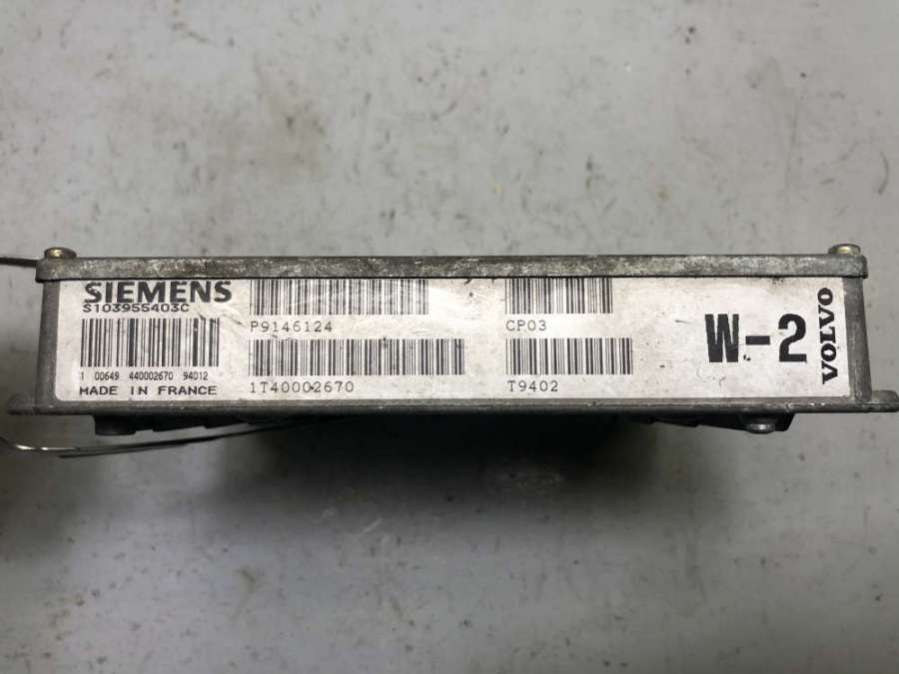 SIEMENS
S103955403C
1 00649 440002670 94012
MADE IN FRANCE
P9146124
1T40002670
CP03
T9402
W-2
VOLVO